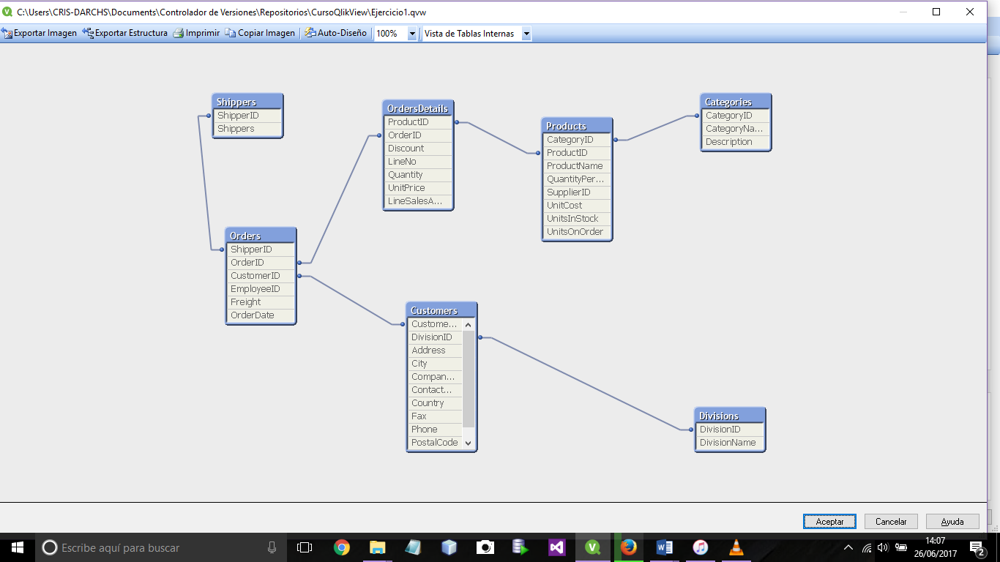 C:\Users\CRIS-DARCHS\Documents\Controlador de Versiones\Repositorios\CursoQlikView\Ejercicio1.qvw
Exportar Imagen Exportar Estructura Imprimir Copiar Imagen Auto-Diseño 100% Vista de Tablas Internas
Shippers
ShipperID
Shippers
OrdersDetails
ProductID
OrderID
Discount
LineNo
Quantity
UnitPrice
LineSalesA...
Products
CategoryID
ProductID
ProductName
QuantityPer...
SupplierID
UnitCost
UnitsInStock
UnitsOnOrder
Categories
CategoryID
CategoryNa...
Description
Orders
ShipperID
OrderID
CustomerID
EmployeeID
Freight
OrderDate
Customers
Custome...
DivisionID
Address
City
Compan...
Contact...
Country
Fax
Phone
PostalCode
Divisions
DivisionID
DivisionName
Aceptar Cancelar Ayuda
Escribe aquí para buscar
14:07
26/06/2017
2